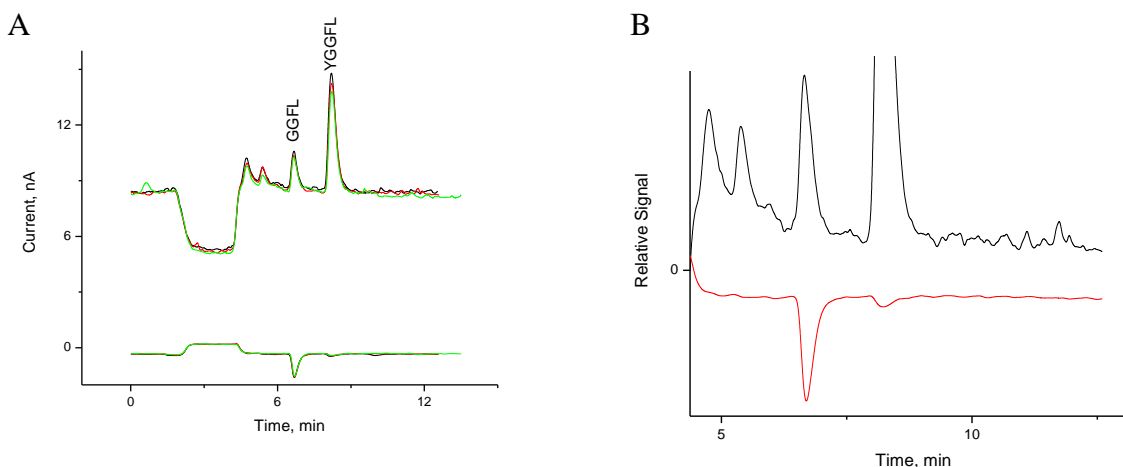 A
Current, nA
12
6
0
0
6
12
Time, min
GGFL
YGGFL
B
Relative Signal
0
5
10
Time, min